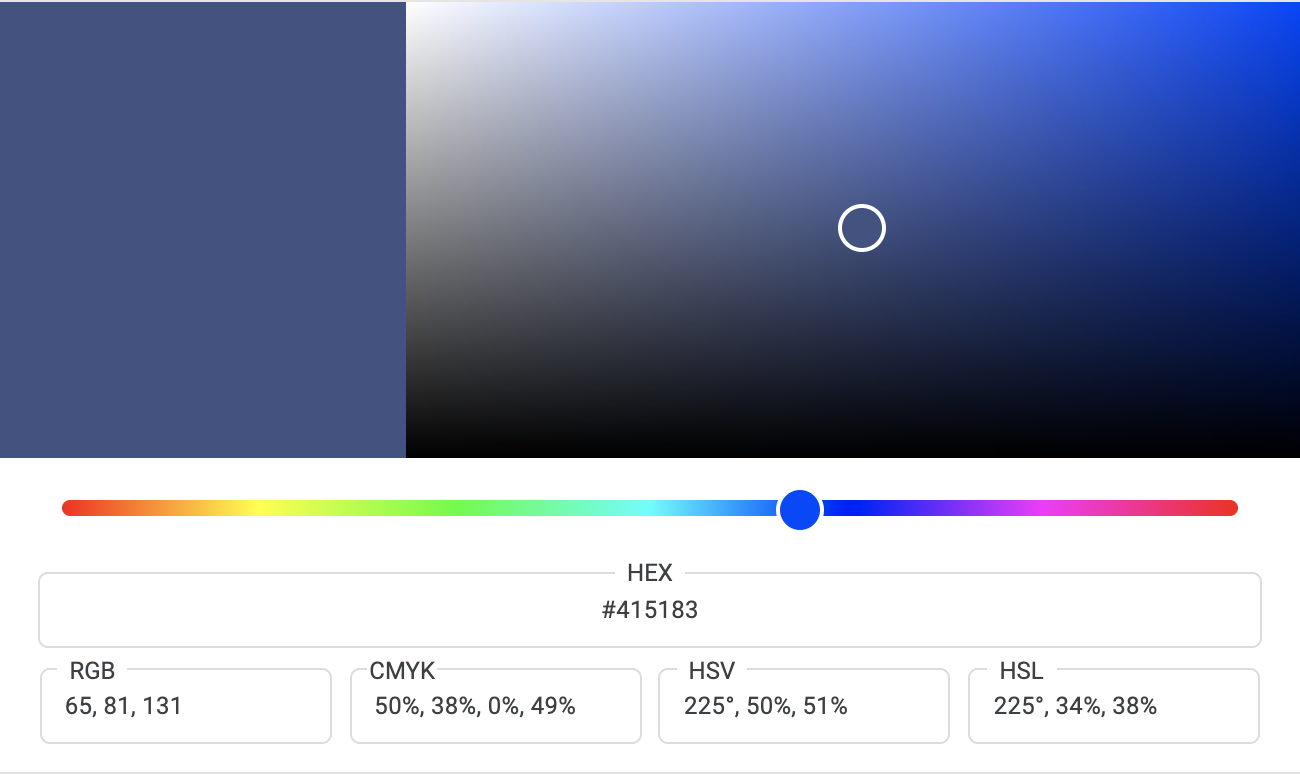 HEX
#415183
RGB
65, 81, 131
CMYK
50%, 38%, 0%, 49%
HSV
225°, 50%, 51%
HSL
225°, 34%, 38%